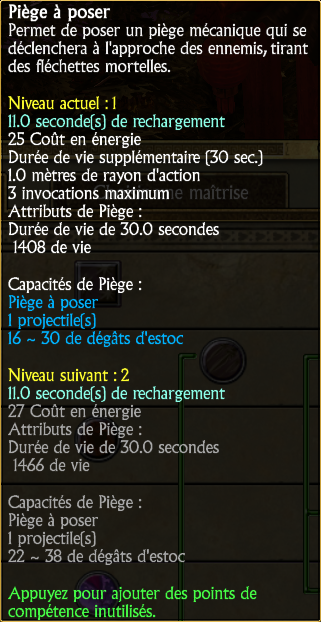 Piège à poser
Permet de poser un piège mécanique qui se
déclenchera à l'approche des ennemis, tirant
des fléchettes mortelles.
Niveau actuel : 1
11.0 seconde(s) de rechargement
25 Coût en énergie
Durée de vie supplémentaire (30 sec.)
1.0 mètres de rayon d'action
3 invocations maximum
Attributs de Piège :
Durée de vie de 30.0 secondes
1408 de vie
Capacités de Piège :
Piège à poser
1 projectile(s)
16 ~ 30 de dégâts d'estoc
Niveau suivant : 2
11.0 seconde(s) de rechargement
27 Coût en énergie
Attributs de Piège :
Durée de vie de 30.0 secondes
1466 de vie
Capacités de Piège :
Piège à poser
1 projectile(s)
22 ~ 38 de dégâts d'estoc
Appuyez pour ajouter des points de
compétence inutilisés.